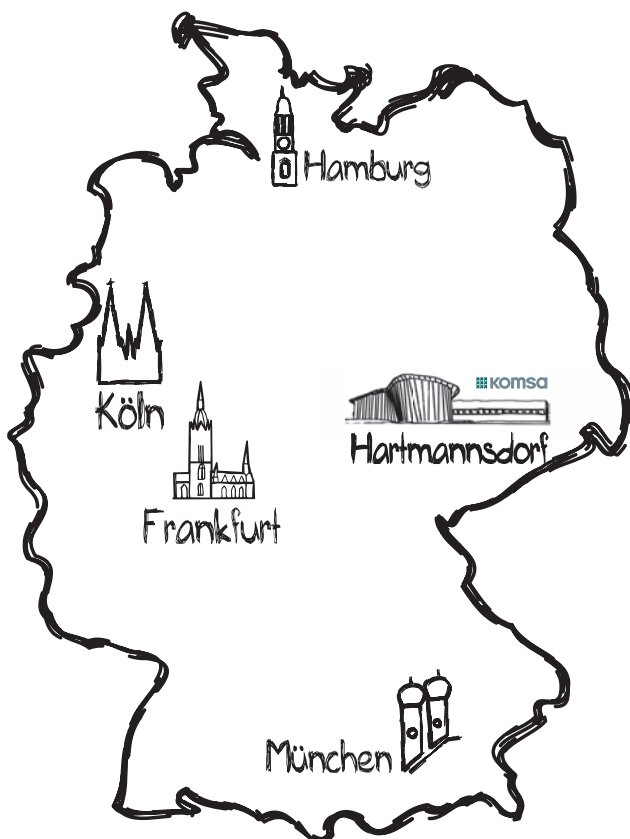 Hamburg
Köln
KOMSA
Hartmannsdorf
Frankfurt
München